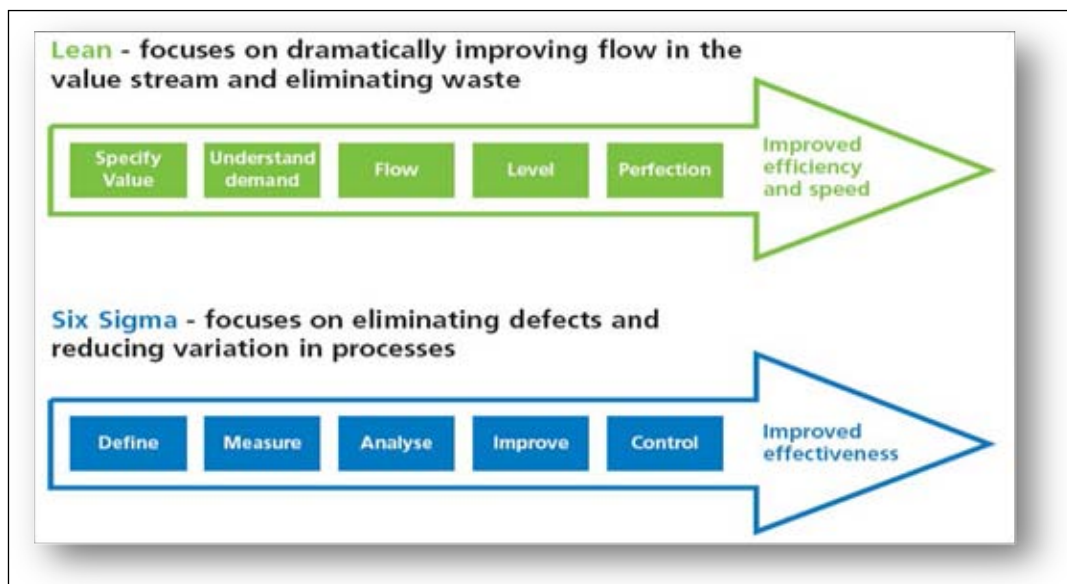 Lean - focuses on dramatically improving flow in the
value stream and eliminating waste
Specify
Value
Understand
demand
Flow
Level
Perfection
Improved
efficiency
and speed
Six Sigma - focuses on eliminating defects and
reducing variation in processes
Define
Measure
Analyse
Improve
Control
Improved
effectiveness